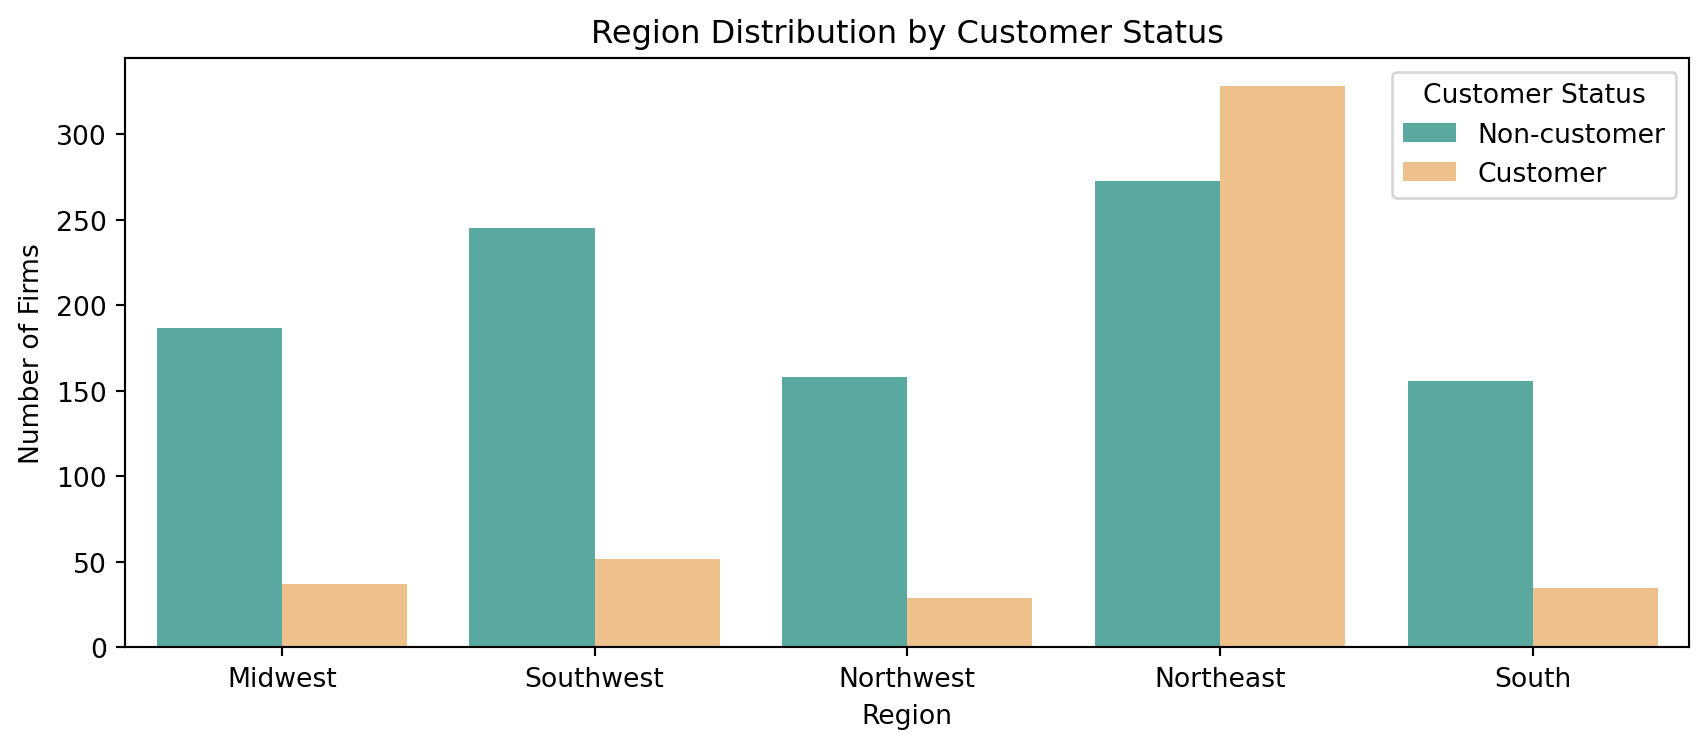 Region Distribution by Customer Status
Customer Status
Non-customer
Customer
Number of Firms
300
250
200
150
100
50
0
Midwest Southwest Northwest Northeast South
Region